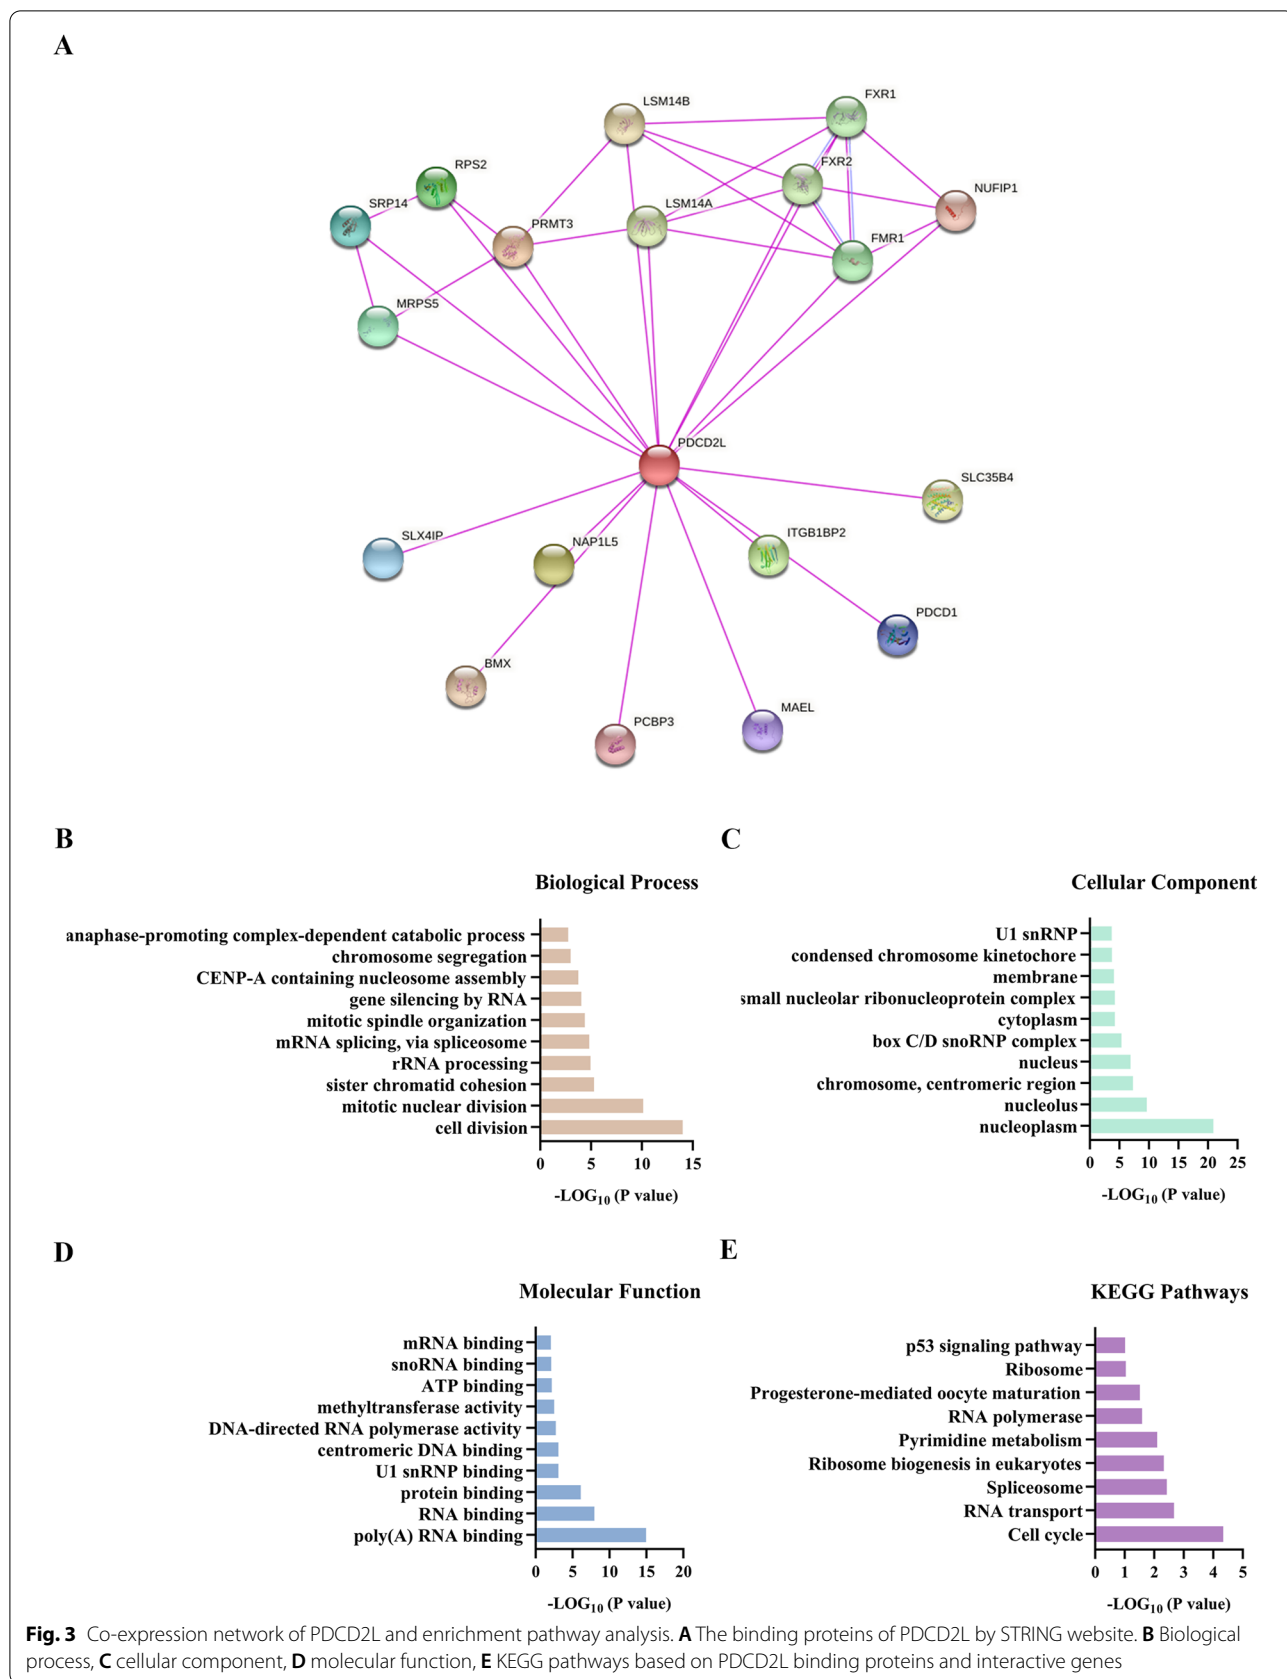 A
LSM14B
FXR1
RPS2
FXR2
SRP14
LSM14A
NUFIP1
PRMT3
FMR1
MRPS5
PDCD2L
SLC35B4
SLX4IP
NAP1L5
ITGB1BP2
PDCD1
BMX
PCBP3
MAEL
B
Biological Process
anaphase-promoting complex-dependent catabolic process
chromosome segregation
CENP-A containing nucleosome assembly
gene silencing by RNA
mitotic spindle organization
mRNA splicing, via spliceosome
rRNA processing
sister chromatid cohesion
mitotic nuclear division
cell division
0 5 10 15
-LOG10 (P value)
C
Cellular Component
U1 snRNP
condensed chromosome kinetochore
membrane
small nucleolar ribonucleoprotein complex
cytoplasm
box C/D snoRNP complex
nucleus
chromosome, centromeric region
nucleolus
nucleoplasm
0 5 10 15 20 25
-LOG10 (P value)
D
Molecular Function
mRNA binding
snoRNA binding
ATP binding
methyltransferase activity
DNA-directed RNA polymerase activity
centromeric DNA binding
U1 snRNP binding
protein binding
RNA binding
poly(A) RNA binding
0 5 10 15 20
-LOG10 (P value)
E
KEGG Pathways
p53 signaling pathway
Ribosome
Progesterone-mediated oocyte maturation
RNA polymerase
Pyrimidine metabolism
Ribosome biogenesis in eukaryotes
Spliceosome
RNA transport
Cell cycle
0 1 2 3 4 5
-LOG10 (P value)
Fig. 3 Co-expression network of PDCD2L and enrichment pathway analysis. A The binding proteins of PDCD2L by STRING website. B Biological
process, C cellular component, D molecular function, E KEGG pathways based on PDCD2L binding proteins and interactive genes